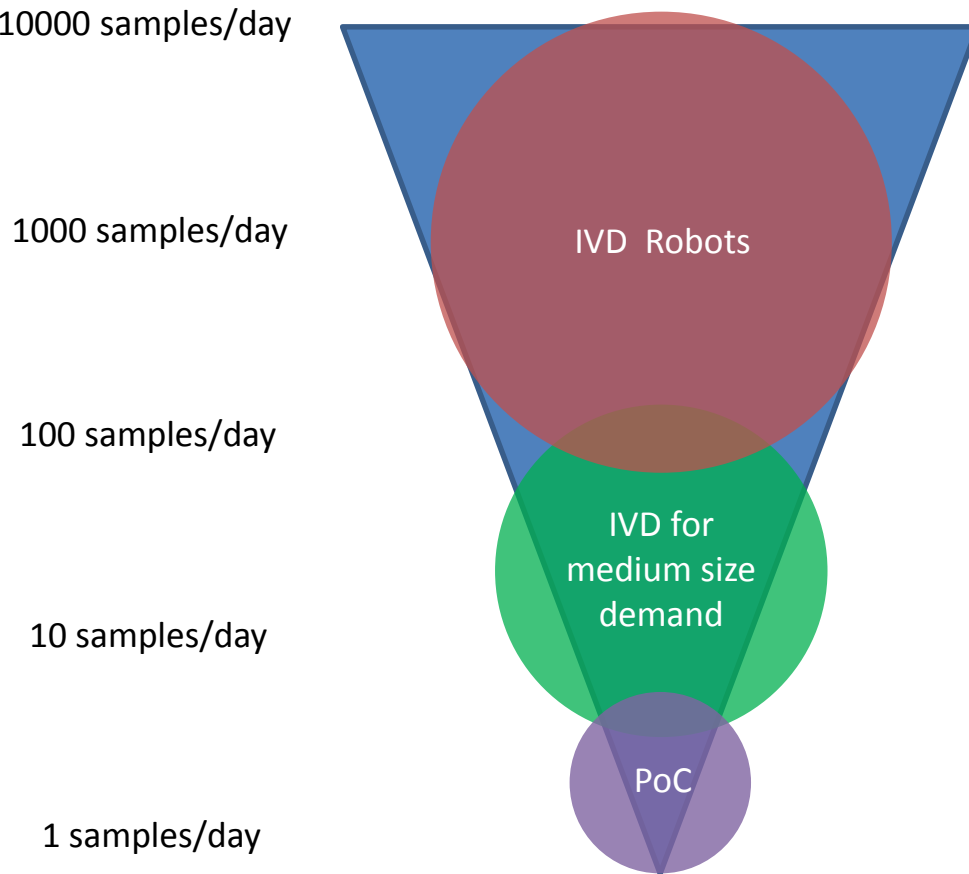 10000 samples/day
1000 samples/day
IVD Robots
100 samples/day
IVD for
medium size
demand
10 samples/day
PoC
1 samples/day